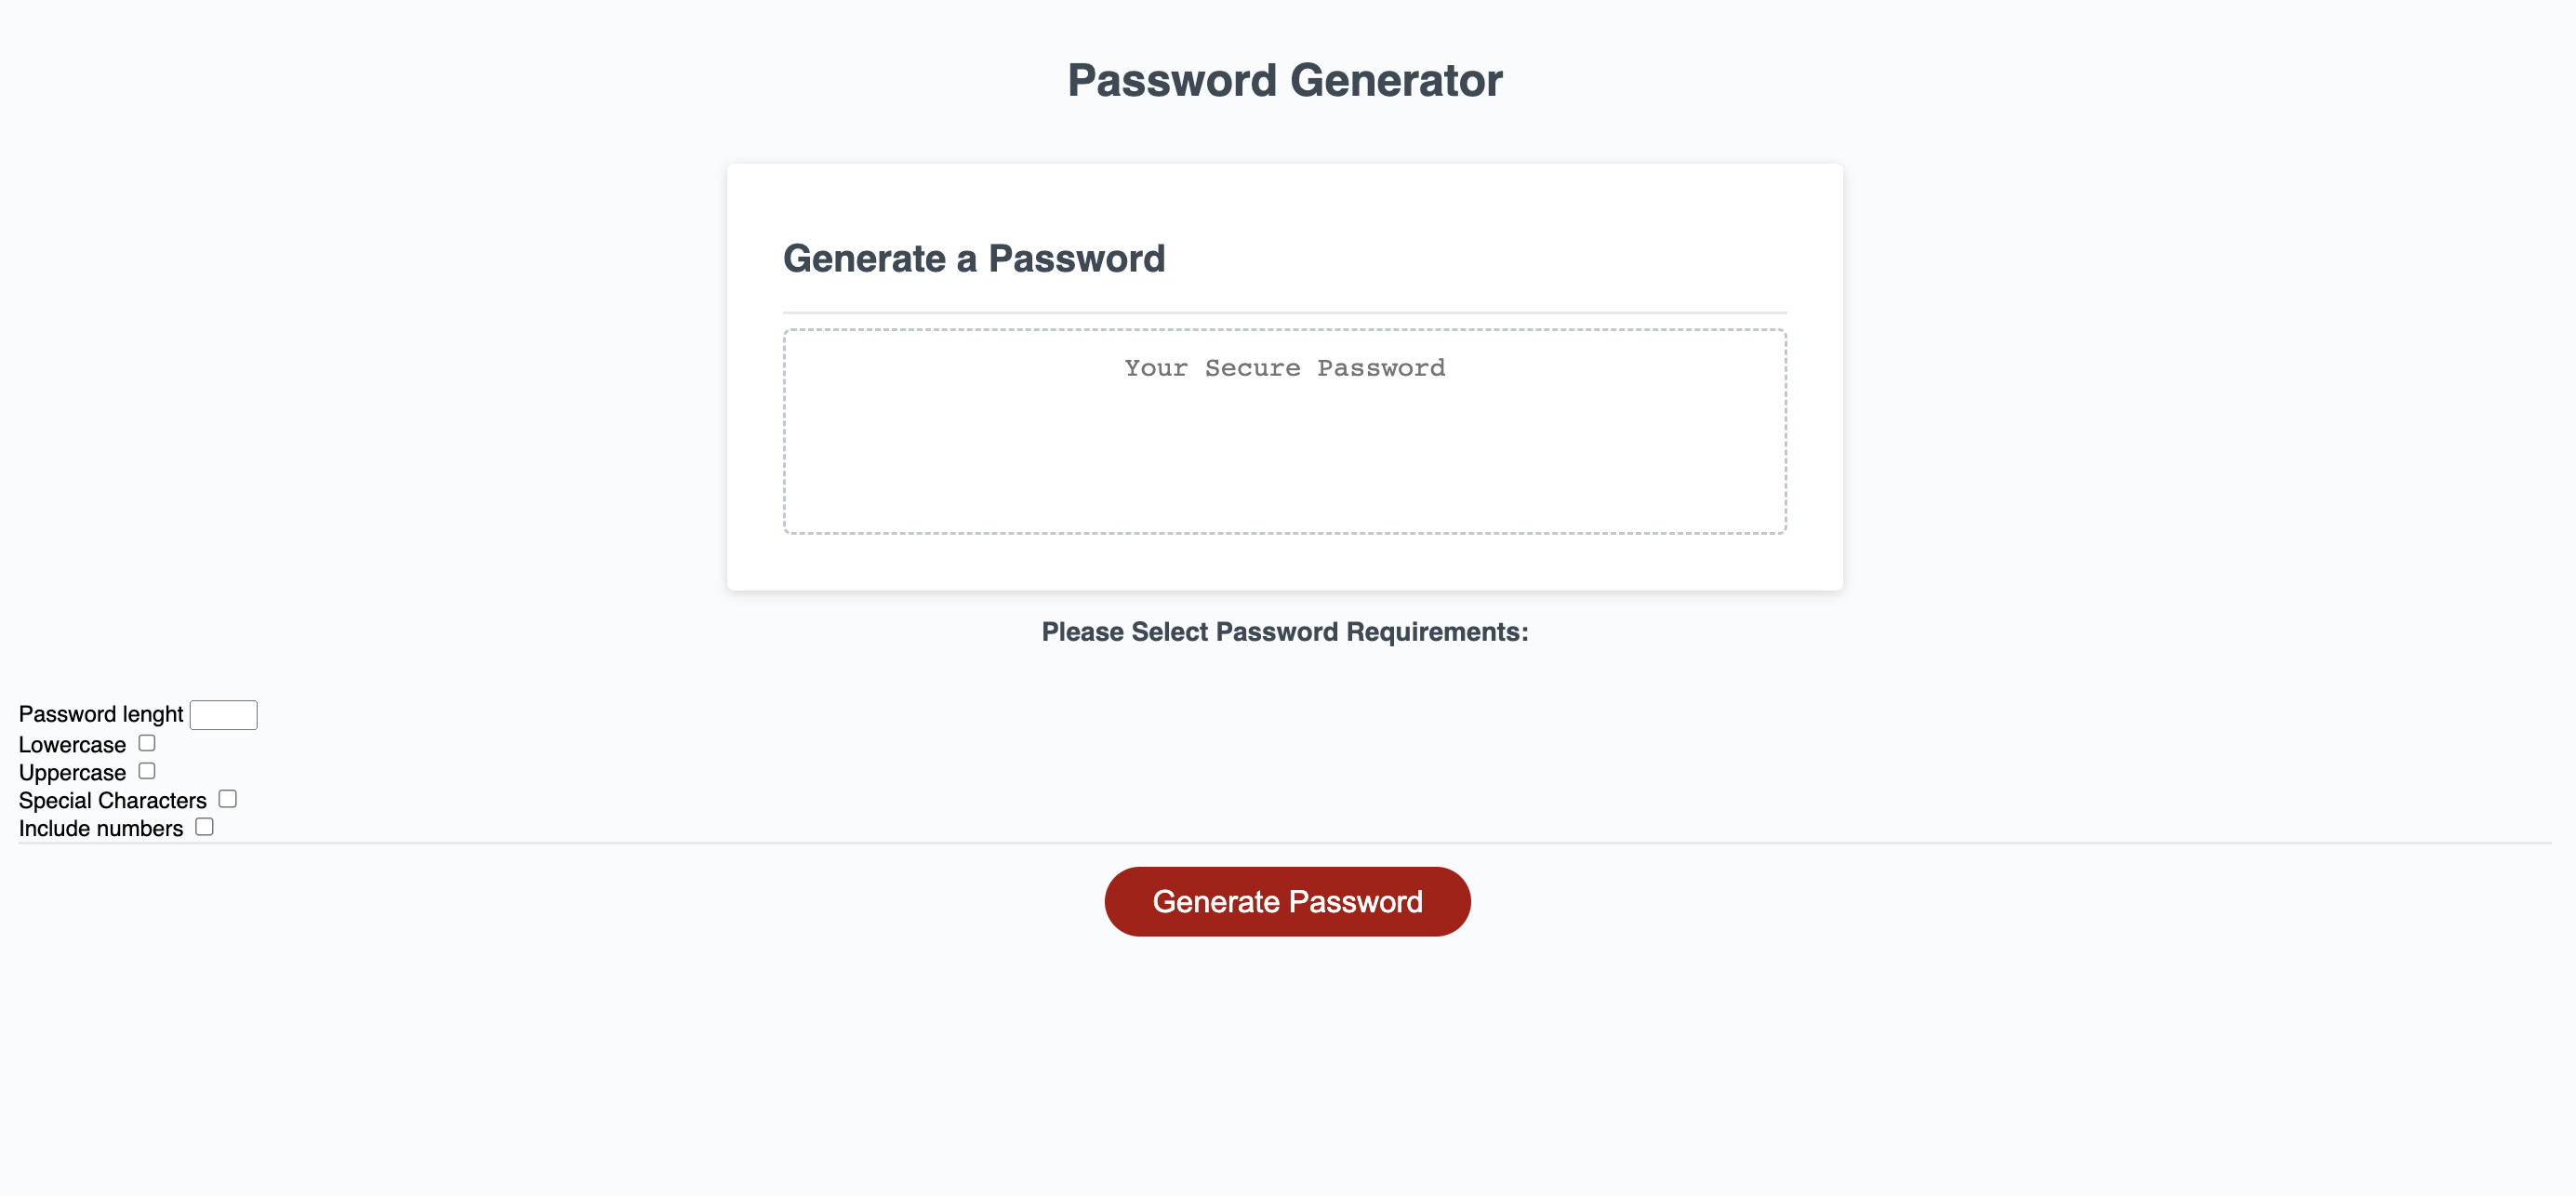 Password Generator
Generate a Password
Your Secure Password
Please Select Password Requirements:
Password lenght
Lowercase
Uppercase
Special Characters
Include numbers
Generate Password